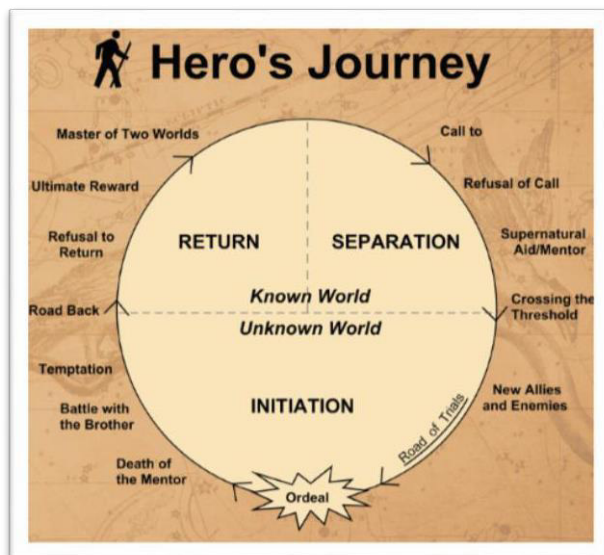 Hero's Journey
Call to
Refusal of Call
Supernatural
Aid/Mentor
Crossing the
Threshold
New Allies
and Enemies
Road of Trials
Ordeal
Death of
the Mentor
Battle with
the Brother
Temptation
Road Back
Refusal to
Return
Ultimate Reward
Master of Two Worlds
RETURN
SEPARATION
Known World
Unknown World
INITIATION